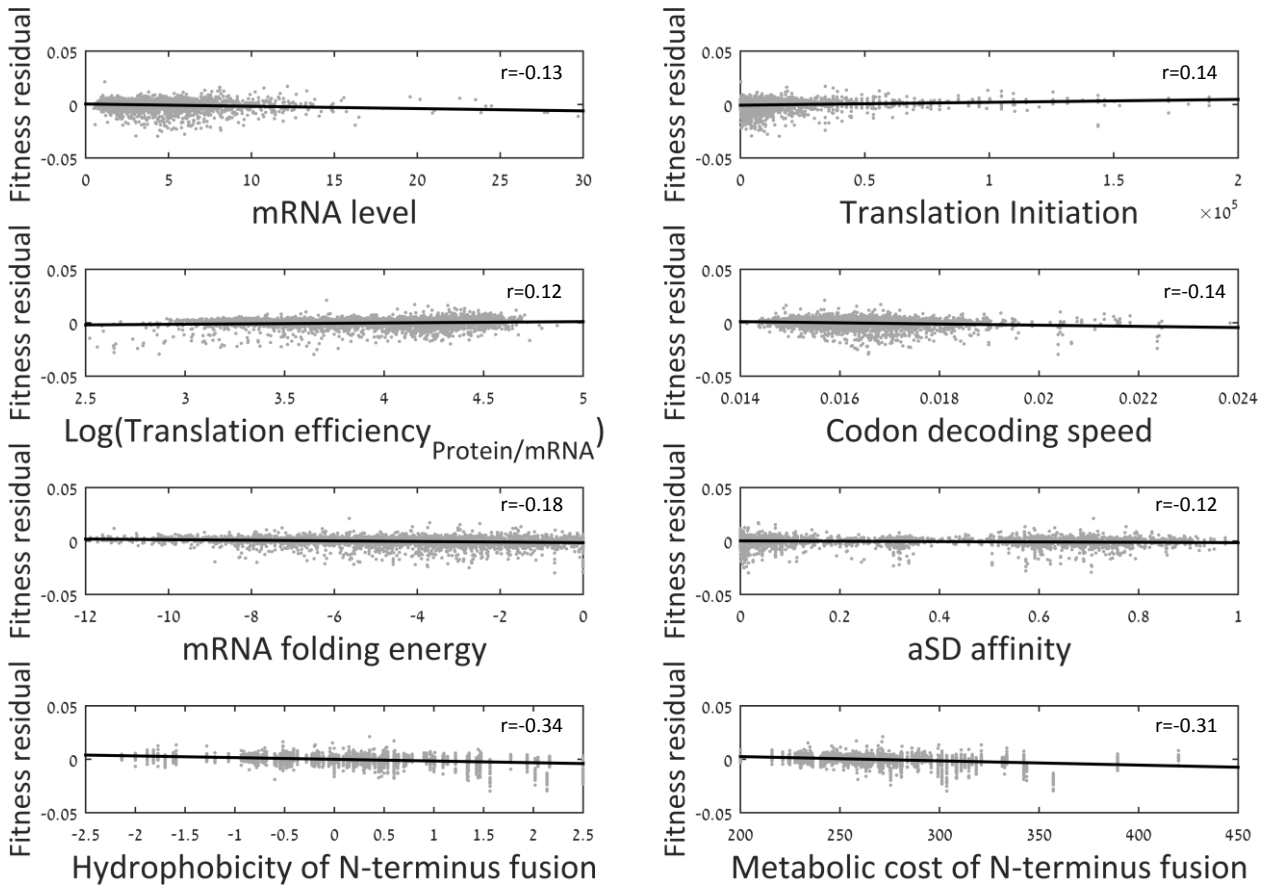 Fitness residual
0.05
0
-0.05
r=-0.13
0 5 10 15 20 25 30
mRNA level
Fitness residual
0.05
0
-0.05
r=0.14
0 0.5 1 1.5 2
Translation Initiation ×10^5
Fitness residual
0.05
0
-0.05
r=0.12
2.5 3 3.5 4 4.5 5
Log(Translation efficiency_Protein/mRNA)
Fitness residual
0.05
0
-0.05
r=-0.14
0.014 0.016 0.018 0.02 0.022 0.024
Codon decoding speed
Fitness residual
0.05
0
-0.05
r=-0.18
-12 -10 -8 -6 -4 -2 0
mRNA folding energy
Fitness residual
0.05
0
-0.05
r=-0.12
0 0.2 0.4 0.6 0.8 1
aSD affinity
Fitness residual
0.05
0
-0.05
r=-0.34
-2.5 -2 -1.5 -1 -0.5 0 0.5 1 1.5 2 2.5
Hydrophobicity of N-terminus fusion
Fitness residual
0.05
0
-0.05
r=-0.31
200 250 300 350 400 450
Metabolic cost of N-terminus fusion